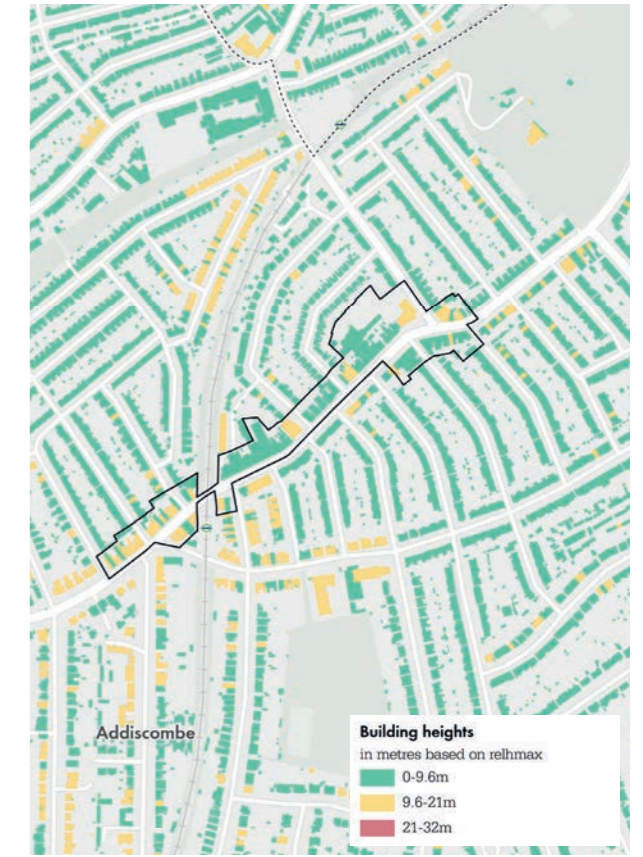 Addiscombe
Building heights
in metres based on relhmax
0-9.6m
9.6-21m
21-32m